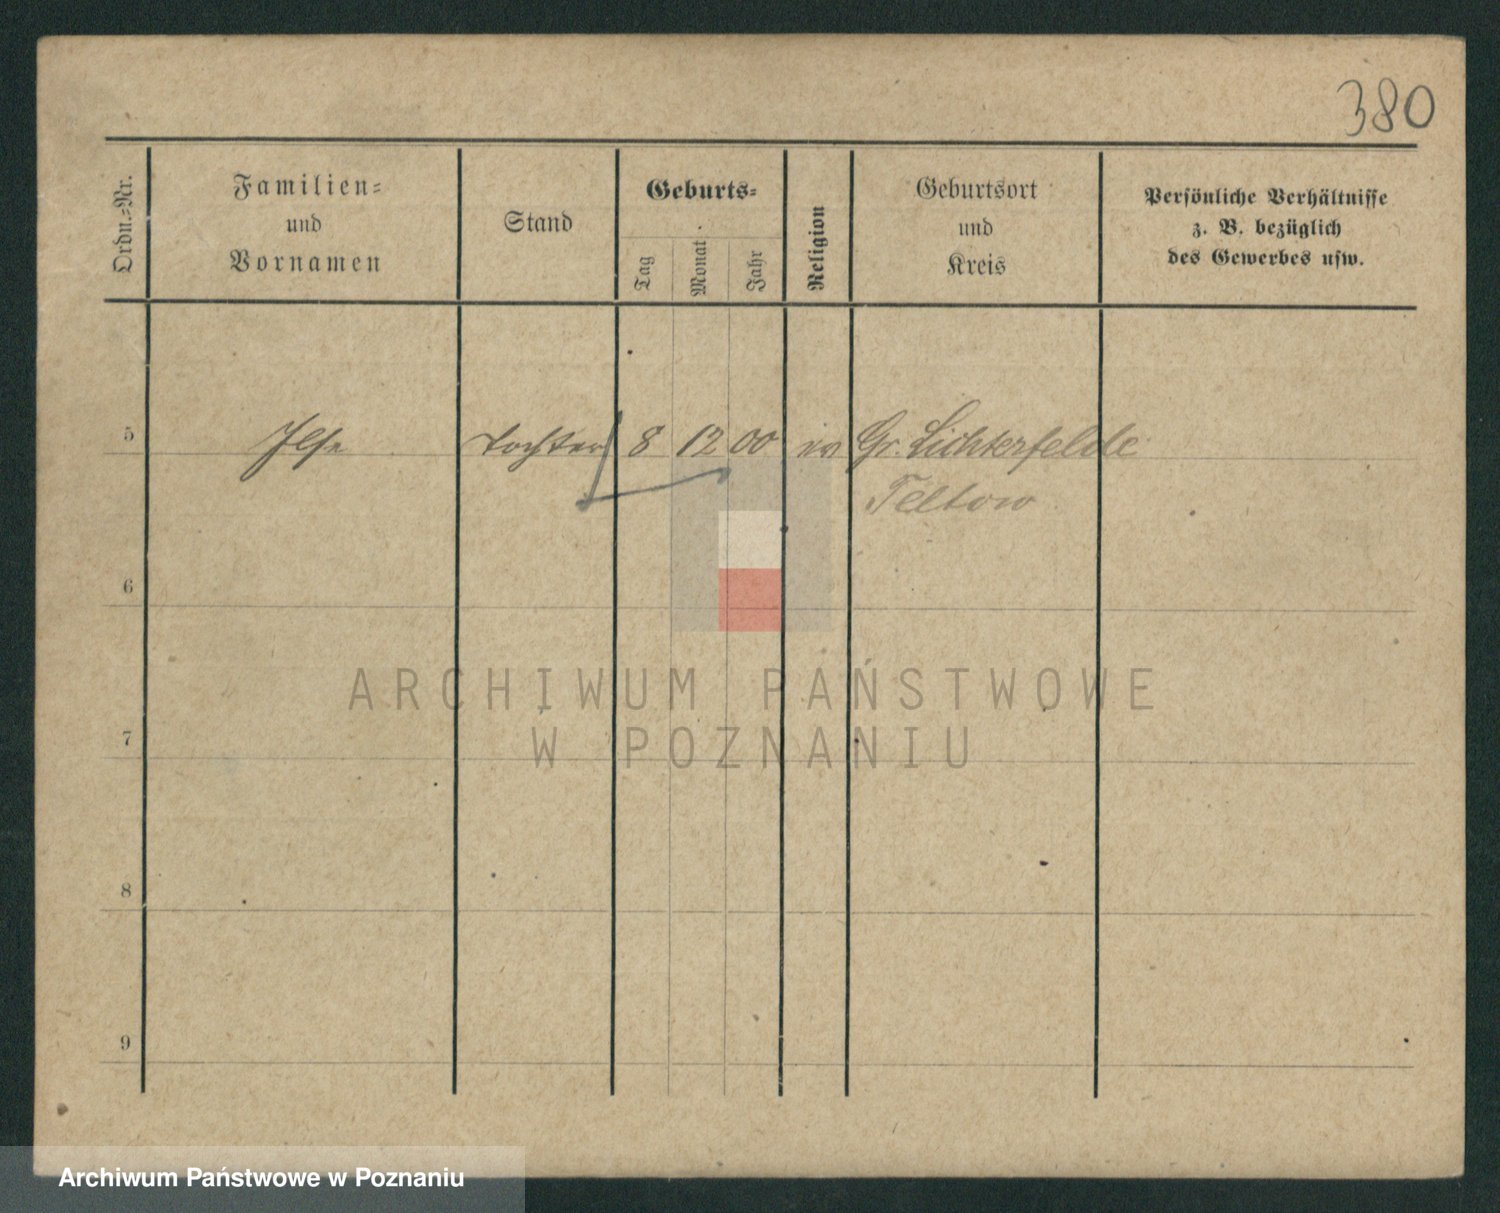 380
Ordn.-Nr.
Familien-
und
Vornamen
Stand
Geburts-
Tag
Monat
Jahr
Religion
Geburtsort
und
Kreis
Persönliche Verhältnisse
z. B. bezüglich
des Gewerbes usw.
5 Ilse Tochter 8 12 00 ev Gr. Lichterfelde
Teltow
6
7
8
9
ARCHIWUM PAŃSTWOWE
W POZNANIU
Archiwum Państwowe w Poznaniu